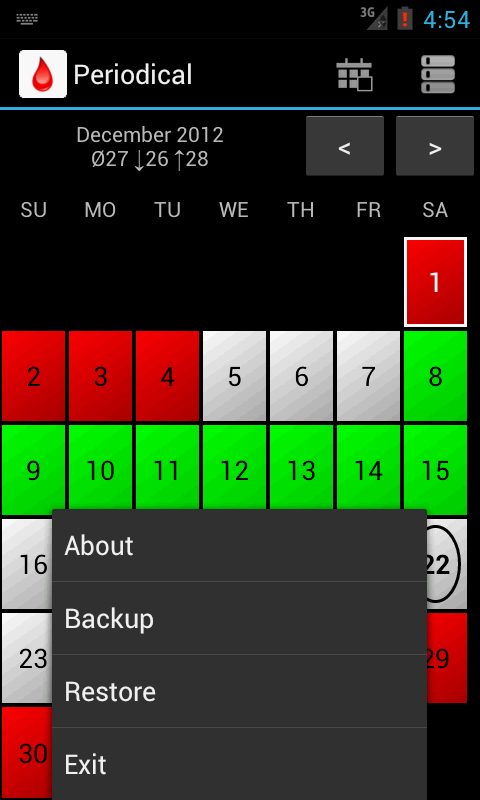 3G 4:54
Periodical
December 2012
Ø27 ↓26 ↑28
< >
SU MO TU WE TH FR SA
1
2 3 4 5 6 7 8
9 10 11 12 13 14 15
16 22
23 29
30
About
Backup
Restore
Exit